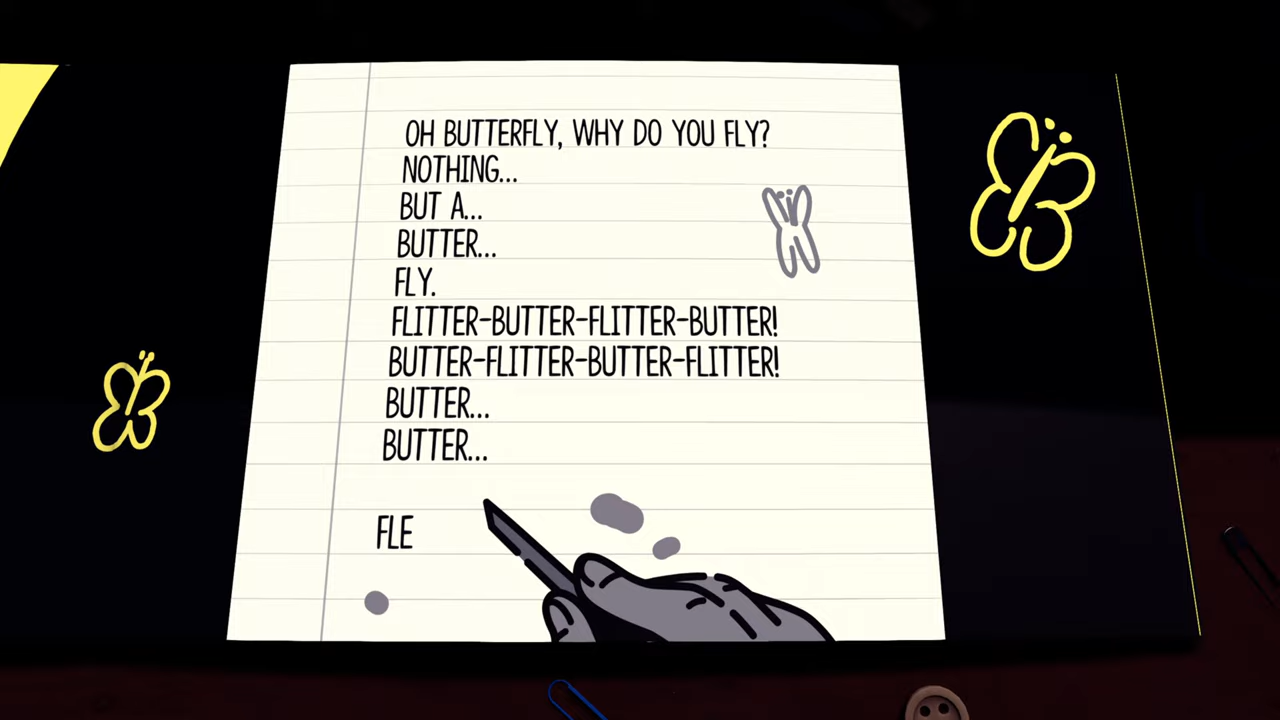 OH BUTTERFLY, WHY DO YOU FLY?
NOTHING...
BUT A...
BUTTER...
FLY.
FLITTER-BUTTER-FLITTER-BUTTER!
BUTTER-FLITTER-BUTTER-FLITTER!
BUTTER...
BUTTER...
FLE